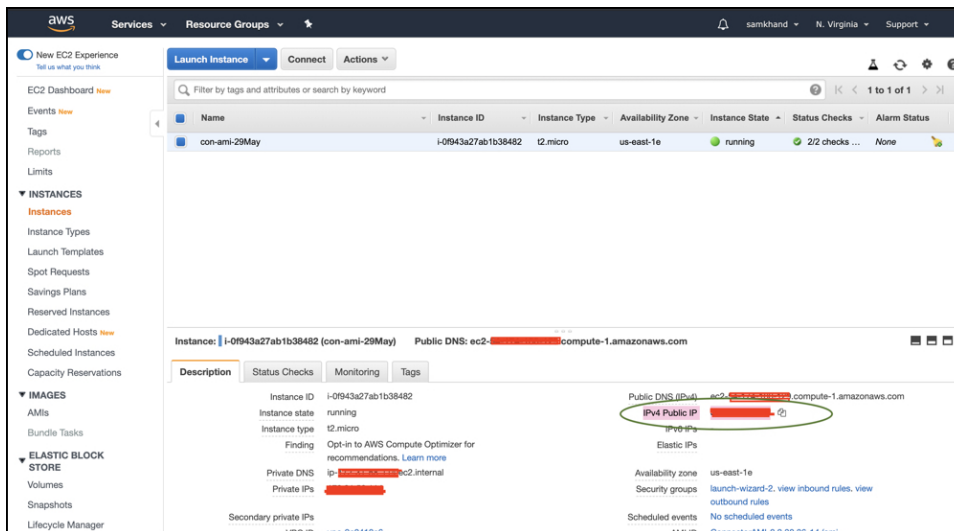 aws Services Resource Groups samkhand N. Virginia Support
New EC2 Experience
Tell us what you think
EC2 Dashboard New
Events New
Tags
Reports
Limits
INSTANCES
Instances
Instance Types
Launch Templates
Spot Requests
Savings Plans
Reserved Instances
Dedicated Hosts New
Scheduled Instances
Capacity Reservations
IMAGES
AMIs
Bundle Tasks
ELASTIC BLOCK
STORE
Volumes
Snapshots
Lifecycle Manager
Launch Instance Connect Actions
Filter by tags and attributes or search by keyword 1 to 1 of 1
Name Instance ID Instance Type Availability Zone Instance State Status Checks Alarm Status
con-ami-29May i-0f943a27ab1b38482 t2.micro us-east-1e running 2/2 checks ... None
Instance: i-0f943a27ab1b38482 (con-ami-29May) Public DNS: ec2- compute-1.amazonaws.com
Description Status Checks Monitoring Tags
Instance ID i-0f943a27ab1b38482 Public DNS (IPv4) ec2- .compute-1.amazonaws.com
Instance state running IPv4 Public IP
Instance type t2.micro IPv6 IPs
Finding Opt-in to AWS Compute Optimizer for Elastic IPs
recommendations. Learn more
Private DNS ip- ec2.internal Availability zone us-east-1e
Private IPs Security groups launch-wizard-2. view inbound rules. view
outbound rules
Secondary private IPs Scheduled events No scheduled events